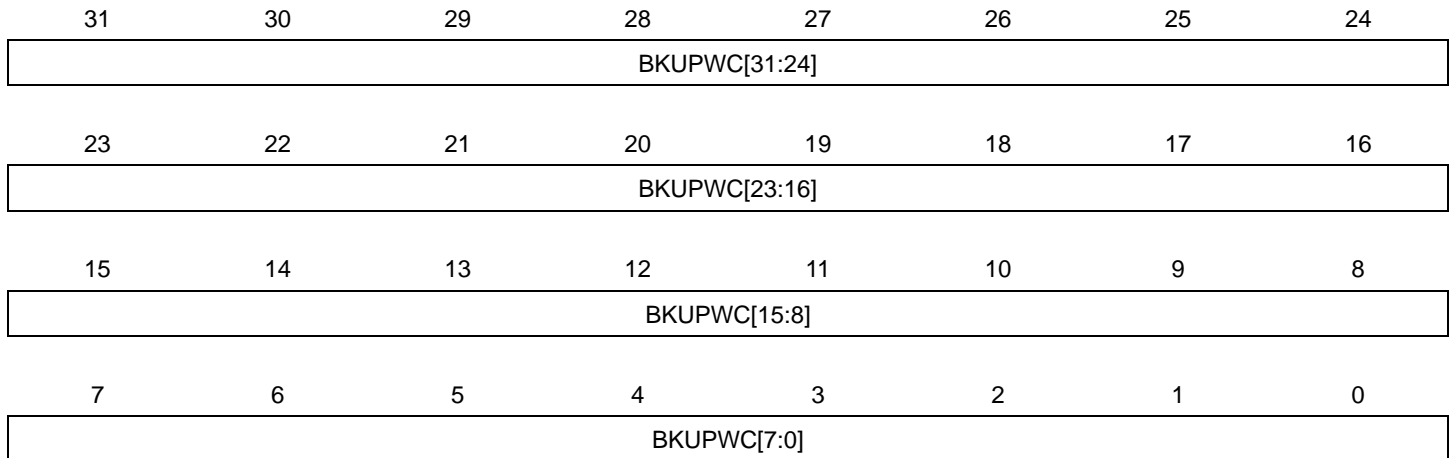 31 30 29 28 27 26 25 24
BKUPWC[31:24]
23 22 21 20 19 18 17 16
BKUPWC[23:16]
15 14 13 12 11 10 9 8
BKUPWC[15:8]
7 6 5 4 3 2 1 0
BKUPWC[7:0]